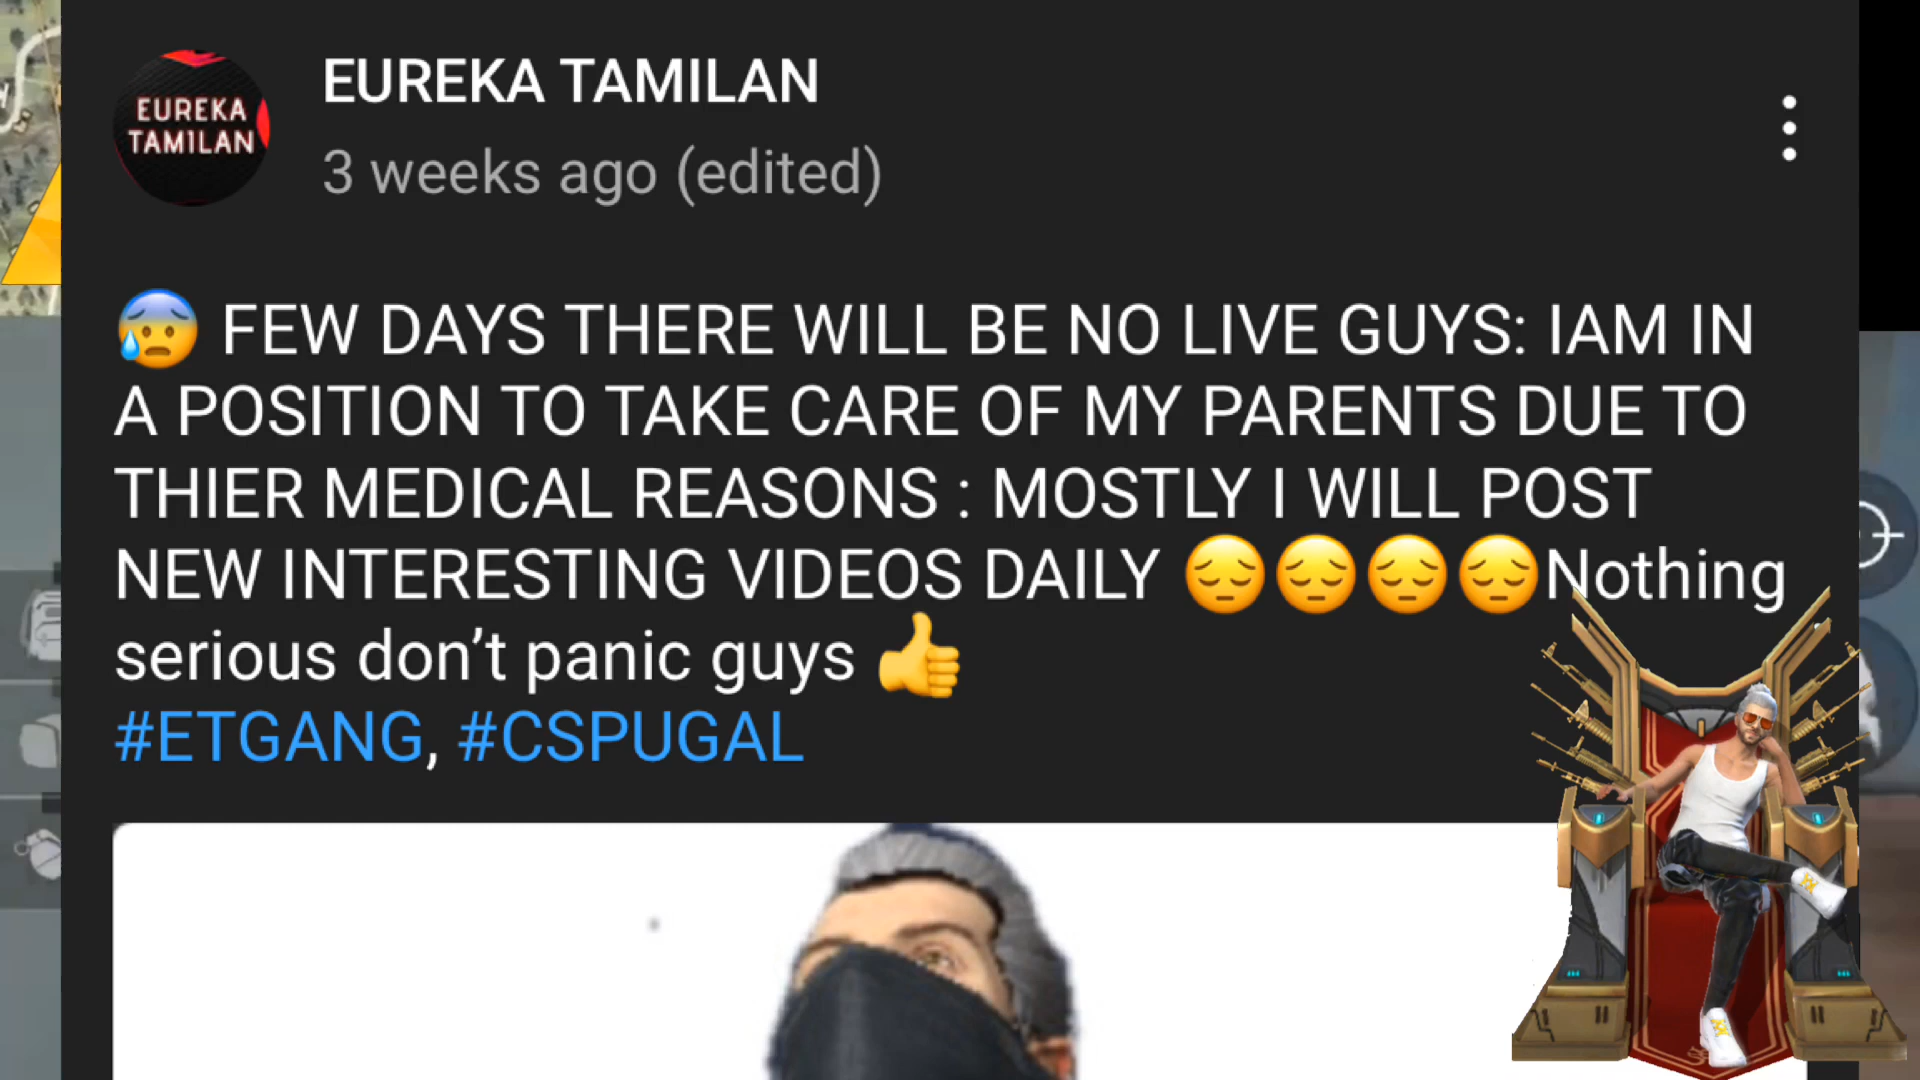 EUREKA
TAMILAN
EUREKA TAMILAN
3 weeks ago (edited)
😰 FEW DAYS THERE WILL BE NO LIVE GUYS: IAM IN
A POSITION TO TAKE CARE OF MY PARENTS DUE TO
THIER MEDICAL REASONS : MOSTLY I WILL POST
NEW INTERESTING VIDEOS DAILY 😔😔😔😔Nothing
serious don’t panic guys 👍
#ETGANG, #CSPUGAL